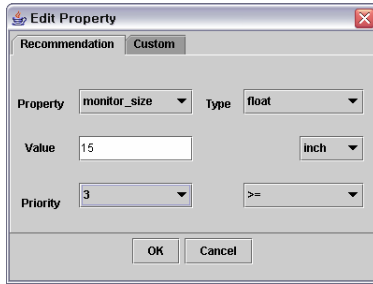 Edit Property
Recommendation Custom
Property monitor_size Type float
Value 15 inch
Priority 3 >=
OK Cancel